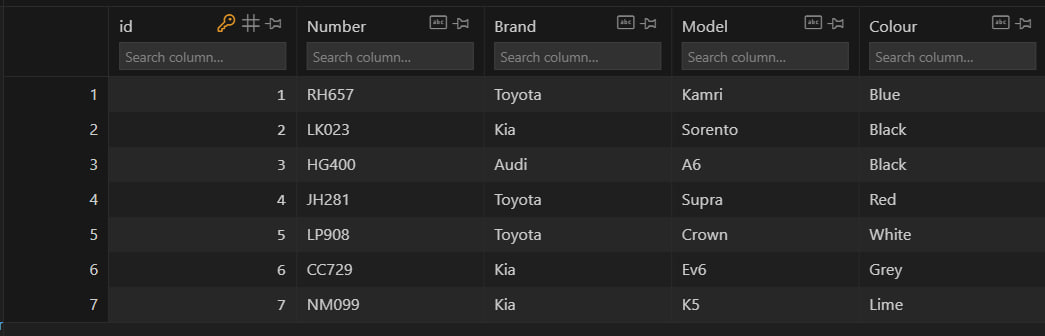 id Number Brand Model Colour
Search column... Search column... Search column... Search column... Search column...
1 1 RH657 Toyota Kamri Blue
2 2 LK023 Kia Sorento Black
3 3 HG400 Audi A6 Black
4 4 JH281 Toyota Supra Red
5 5 LP908 Toyota Crown White
6 6 CC729 Kia Ev6 Grey
7 7 NM099 Kia K5 Lime